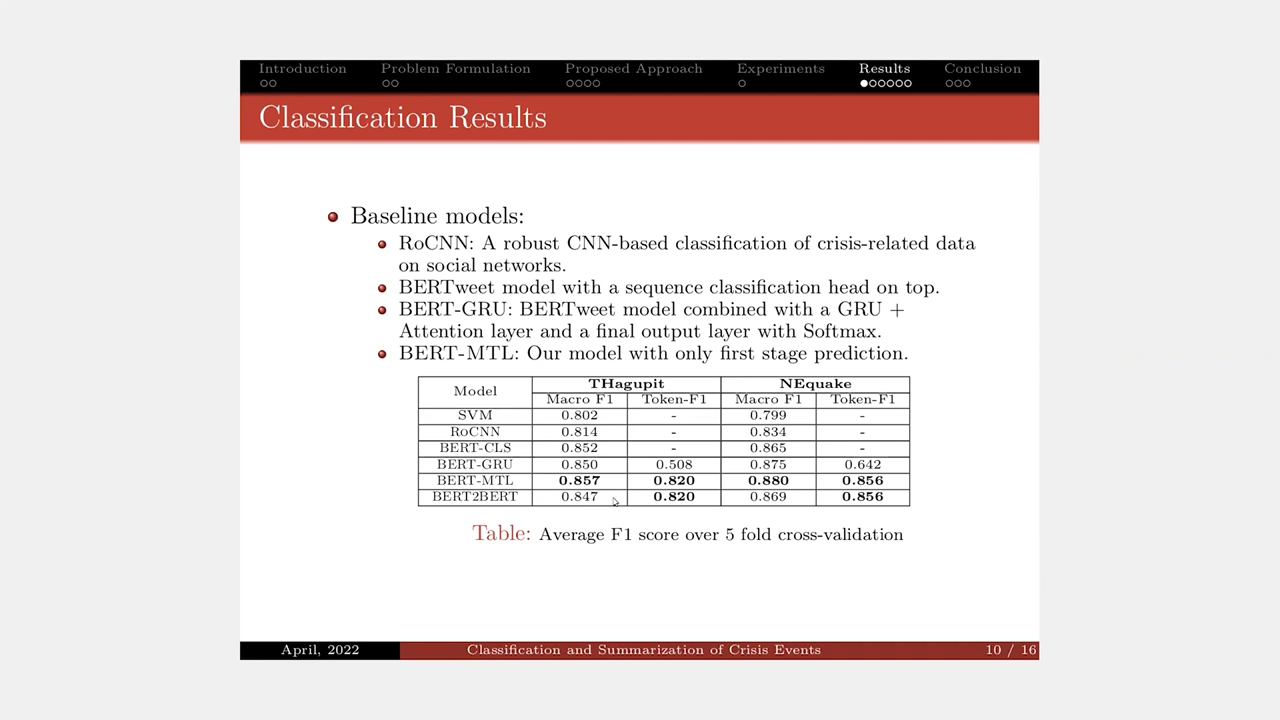 Introduction Problem Formulation Proposed Approach Experiments Results Conclusion
Classification Results
Baseline models:
RoCNN: A robust CNN-based classification of crisis-related data
on social networks.
BERTweet model with a sequence classification head on top.
BERT-GRU: BERTweet model combined with a GRU +
Attention layer and a final output layer with Softmax.
BERT-MTL: Our model with only first stage prediction.
Model THagupit NEquake
Macro F1 Token-F1 Macro F1 Token-F1
SVM 0.802 - 0.799 -
RoCNN 0.814 - 0.834 -
BERT-CLS 0.852 - 0.865 -
BERT-GRU 0.850 0.508 0.875 0.642
BERT-MTL 0.857 0.820 0.880 0.856
BERT2BERT 0.847 0.820 0.869 0.856
Table: Average F1 score over 5 fold cross-validation
April, 2022 Classification and Summarization of Crisis Events 10 / 16